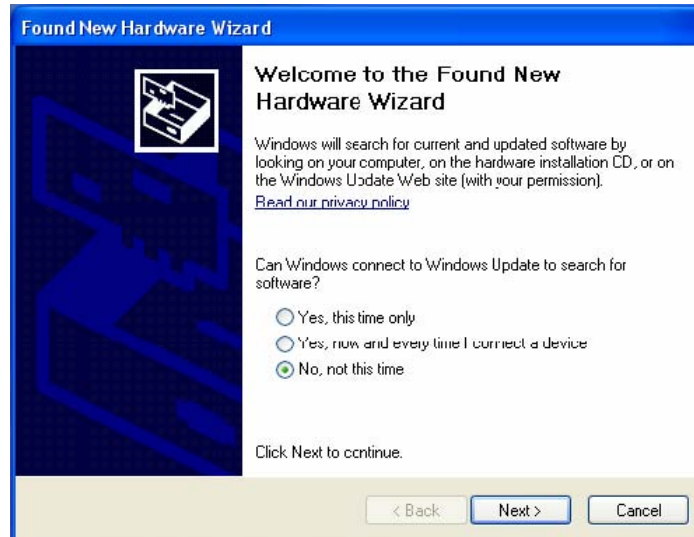 Found New Hardware Wizard
Welcome to the Found New
Hardware Wizard
Windows will search for current and updated software by
looking on your computer, on the hardware installation CD, or on
the Windows Update Web site (with your permission).
Read our privacy policy
Can Windows connect to Windows Update to search for
software?
Yes, this time only
Yes, now and every time I connect a device
No, not this time
Click Next to continue.
< Back
Next >
Cancel